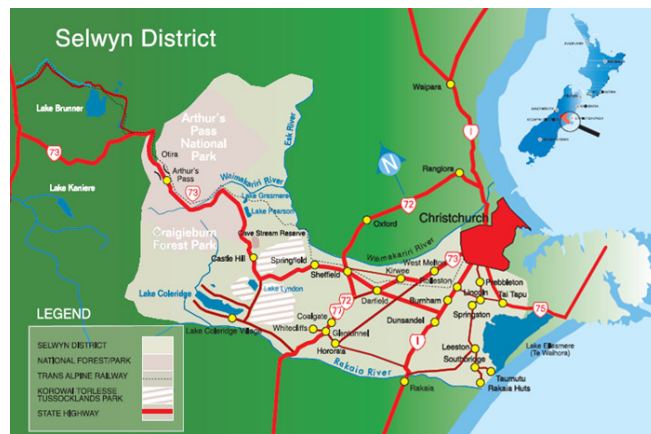 Selwyn District
Waipara
Lake Brunner
Arthur's
Pass
National
Park
Esk River
1
73
Otira
Arthur's
Pass
N
Rangiora
Waimakariri River
73
Lake Kaniere
Lake Grasmere
Lake Pearson
72
Christchurch
Oxford
Craigieburn
Forest Park
Cave Stream Reserve
Waimakariri River
Castle Hill
Springfield
West Melton
73
Kirwee
Sheffield
Rolleston
Prebbleton
Lake Coleridge
Lake Lyndon
72
Darfield
Burnham
Lincoln
Tai Tapu
75
LEGEND
Coalgate
77
Springston
Lake Coleridge Village
Whitecliffs
Glentunnel
Dunsandel
1
SELWYN DISTRICT
Hororata
Leeston
Lake Ellesmere
(Te Waihora)
NATIONAL FOREST/PARK
Southbridge
TRANS ALPINE RAILWAY
Rakaia River
Taumutu
KOROWAI TORLESSE
TUSSOCKLANDS PARK
Rakaia
Rakaia Huts
STATE HIGHWAY